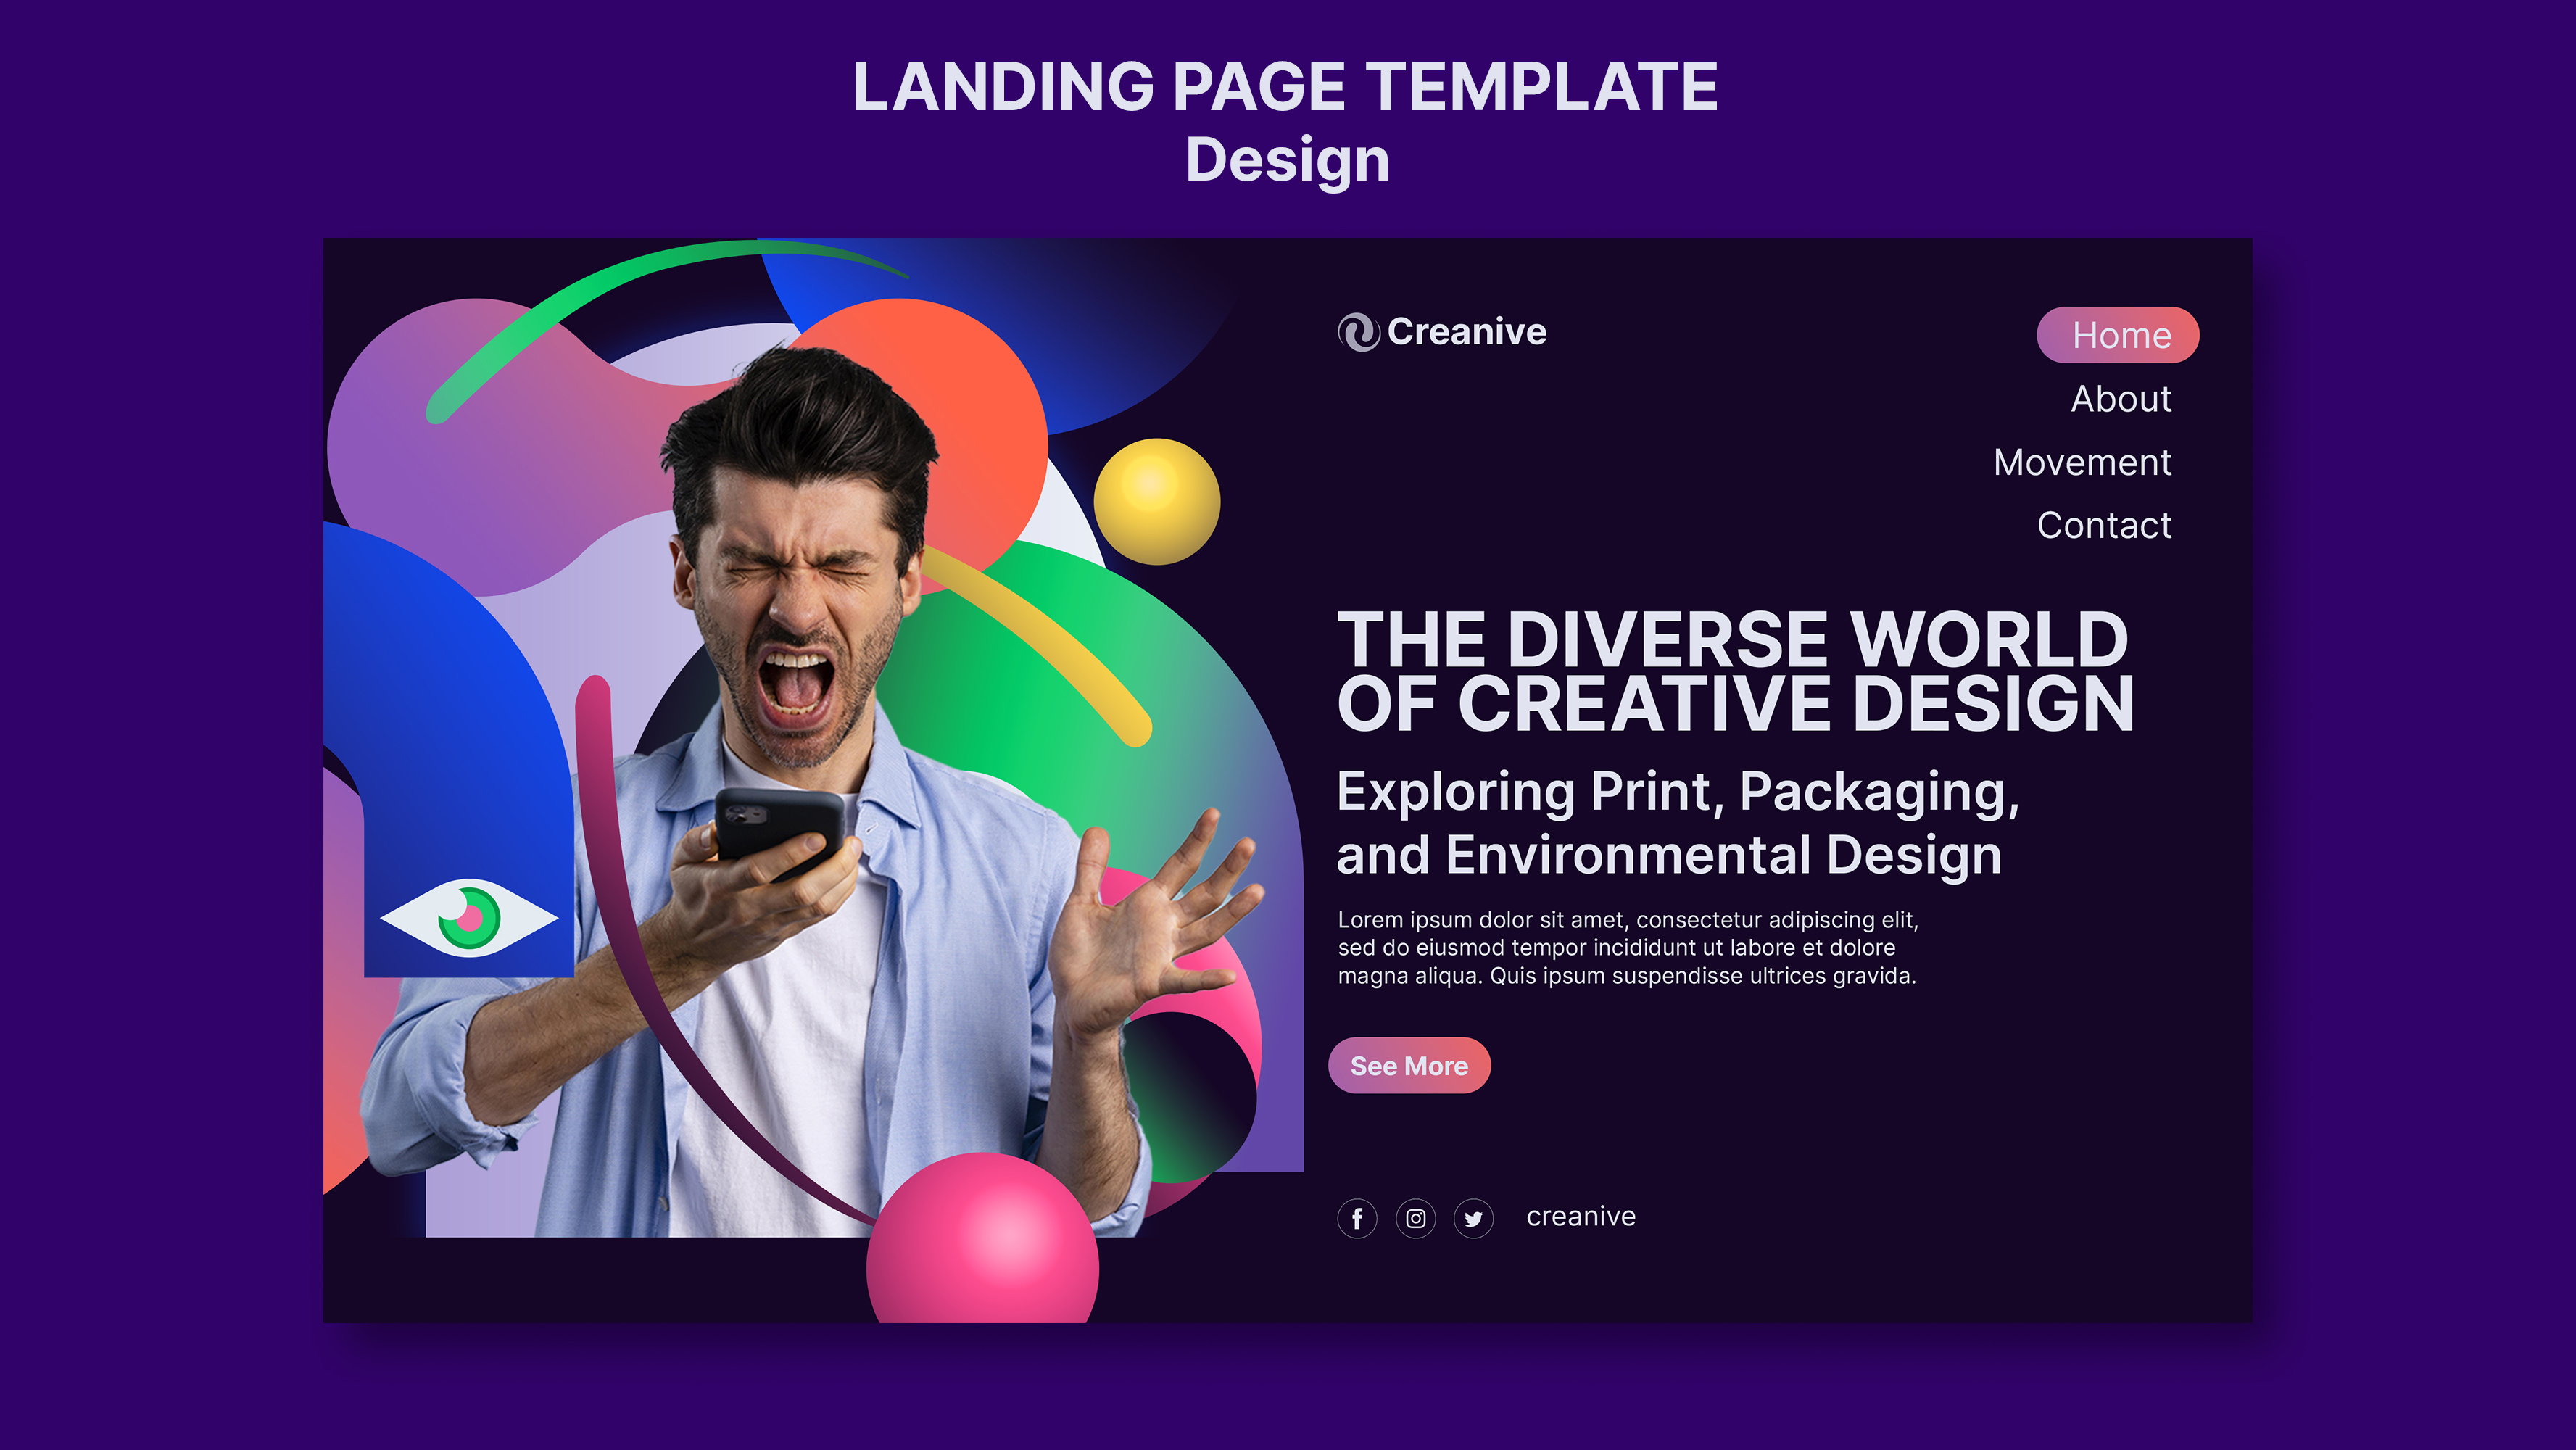 LANDING PAGE TEMPLATE
Design
Creanive
Home
About
Movement
Contact
THE DIVERSE WORLD
OF CREATIVE DESIGN
Exploring Print, Packaging,
and Environmental Design
Lorem ipsum dolor sit amet, consectetur adipiscing elit,
sed do eiusmod tempor incididunt ut labore et dolore
magna aliqua. Quis ipsum suspendisse ultrices gravida.
See More
creanive